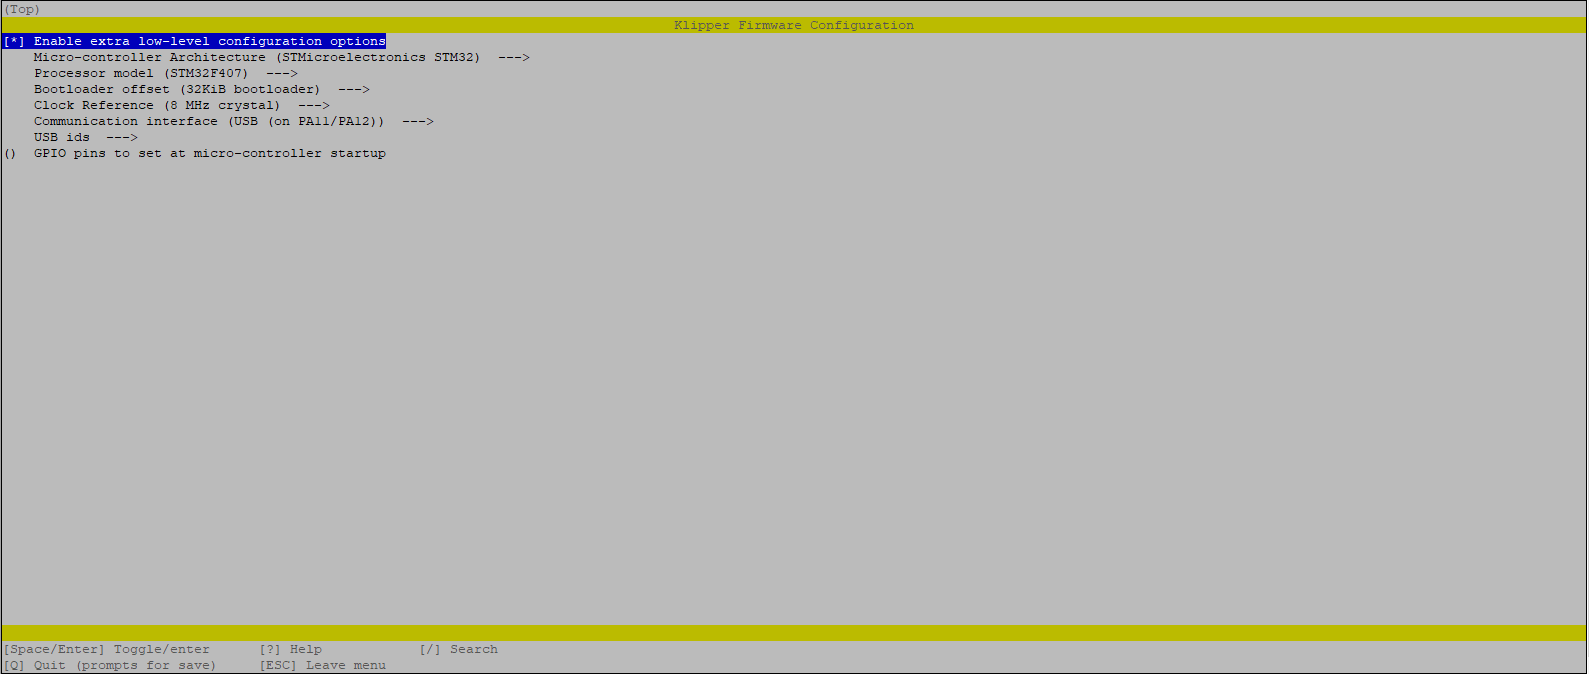 (Top)
Klipper Firmware Configuration
[*] Enable extra low-level configuration options
Micro-controller Architecture (STMicroelectronics STM32)  --->
Processor model (STM32F407)  --->
Bootloader offset (32KiB bootloader)  --->
Clock Reference (8 MHz crystal)  --->
Communication interface (USB (on PA11/PA12))  --->
USB ids  --->
()  GPIO pins to set at micro-controller startup
[Space/Enter] Toggle/enter      [?] Help            [/] Search
[Q] Quit (prompts for save)     [ESC] Leave menu